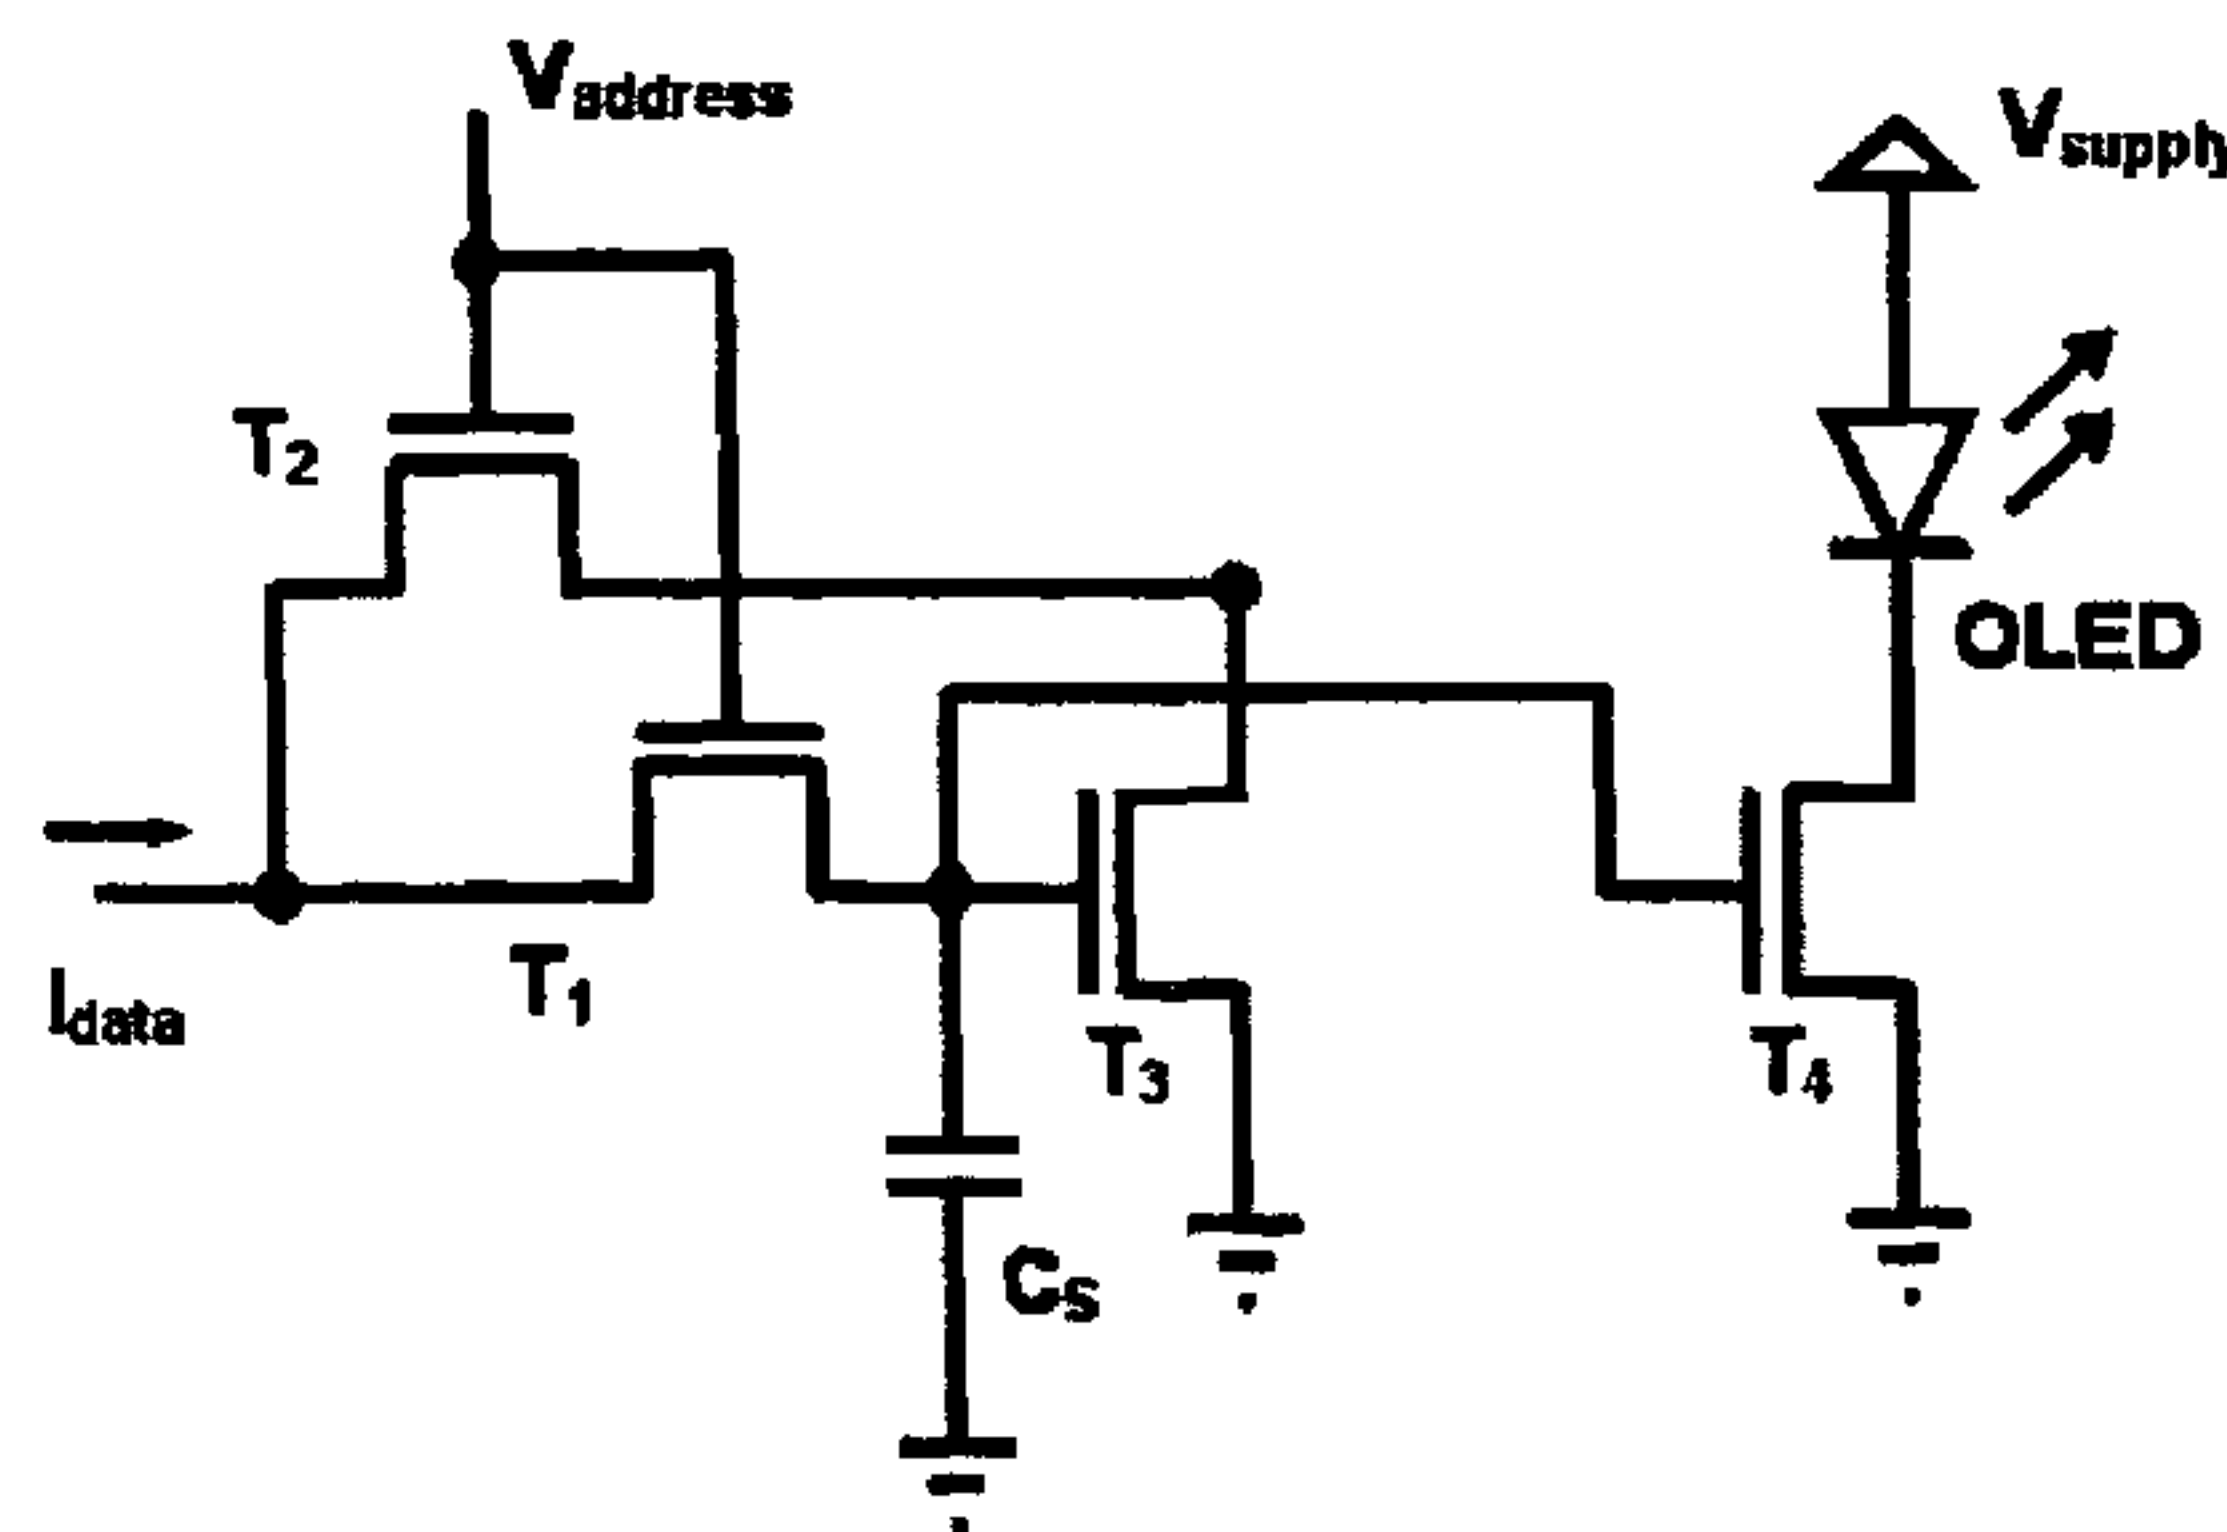 Vaddress
Vsupply
T2
OLED
T1
Idata
T3
T4
CS